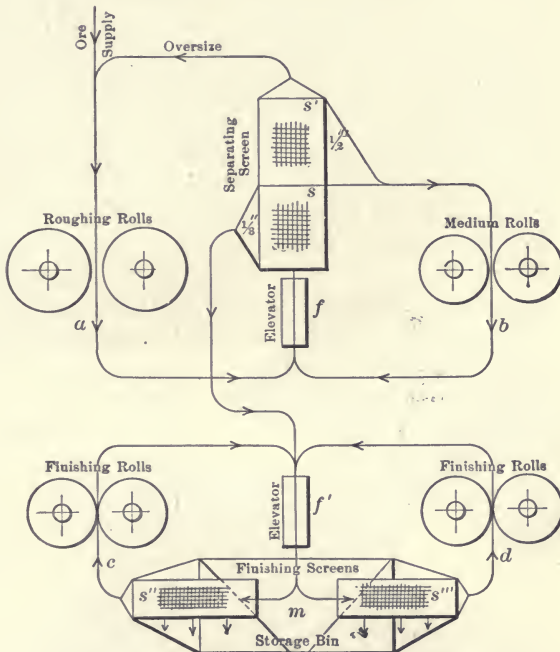 Ore
Supply
Oversize
s'
Separating
Screen
1/2"
s
1/8"
Roughing Rolls
Medium Rolls
Elevator
f
a
b
Finishing Rolls
Finishing Rolls
Elevator
f'
c
d
Finishing Screens
s"
s'''
m
Storage Bin